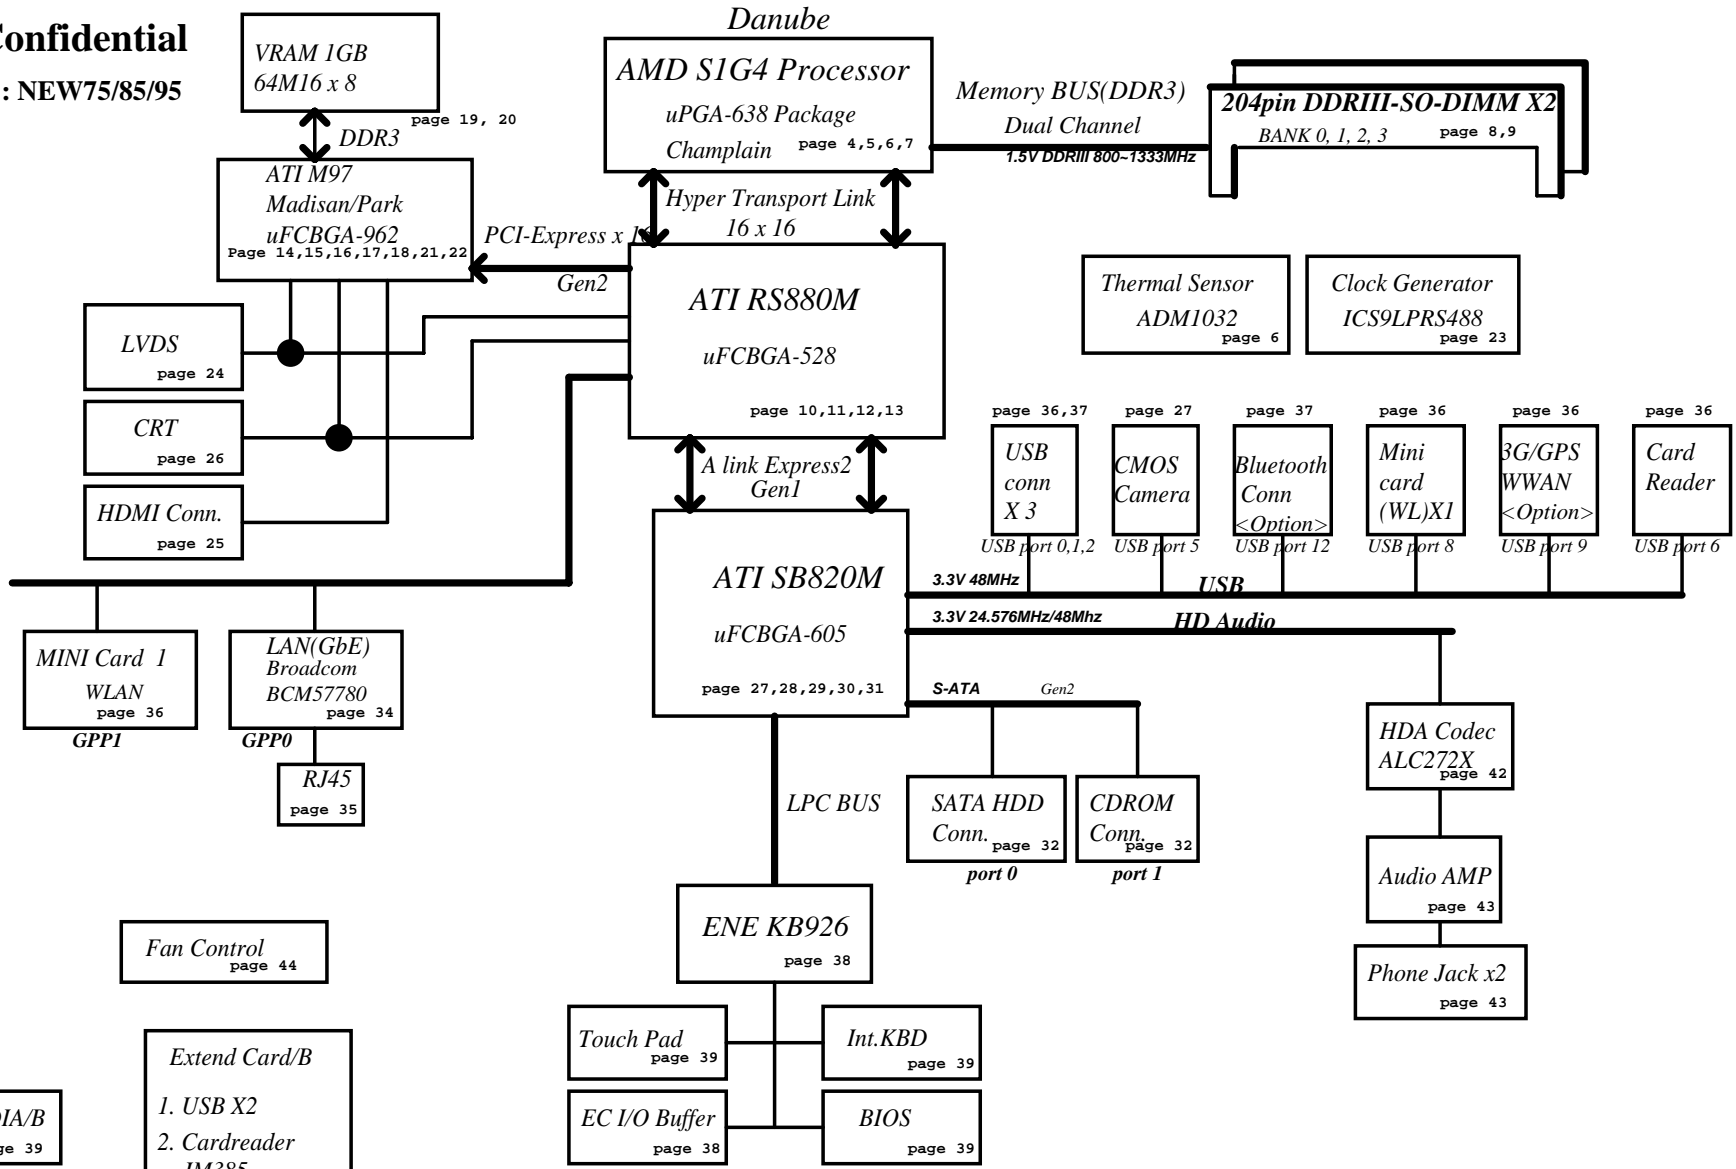 Confidential
: NEW75/85/95
VRAM 1GB
64M16 x 8
page 19, 20
DDR3
ATI M97
Madisan/Park
uFCBGA-962
Page 14,15,16,17,18,21,22
PCI-Express x 16
Gen2
Danube
AMD S1G4 Processor
uPGA-638 Package
Champlain
page 4,5,6,7
Memory BUS(DDR3)
Dual Channel
1.5V DDRIII 800~1333MHz
204pin DDRIII-SO-DIMM X2
BANK 0, 1, 2, 3
page 8,9
Hyper Transport Link
16 x 16
ATI RS880M
uFCBGA-528
page 10,11,12,13
Thermal Sensor
ADM1032
page 6
Clock Generator
ICS9LPRS488
page 23
LVDS
page 24
CRT
page 26
HDMI Conn.
page 25
A link Express2
Gen1
page 36,37
USB
conn
X 3
USB port 0,1,2
page 27
CMOS
Camera
USB port 5
page 37
Bluetooth
Conn
<Option>
USB port 12
page 36
Mini
card
(WL)X1
USB port 8
page 36
3G/GPS
WWAN
<Option>
USB port 9
page 36
Card
Reader
USB port 6
ATI SB820M
uFCBGA-605
page 27,28,29,30,31
3.3V 48MHz
USB
3.3V 24.576MHz/48Mhz
HD Audio
S-ATA
Gen2
MINI Card 1
WLAN
page 36
GPP1
LAN(GbE)
Broadcom
BCM57780
page 34
GPP0
RJ45
page 35
LPC BUS
SATA HDD
Conn.
page 32
port 0
CDROM
Conn.
page 32
port 1
HDA Codec
ALC272X
page 42
Audio AMP
page 43
Phone Jack x2
page 43
ENE KB926
page 38
Fan Control
page 44
Touch Pad
page 39
Int.KBD
page 39
EC I/O Buffer
page 38
BIOS
page 39
Extend Card/B
1. USB X2
2. Cardreader
JM385
IA/B
ge 39